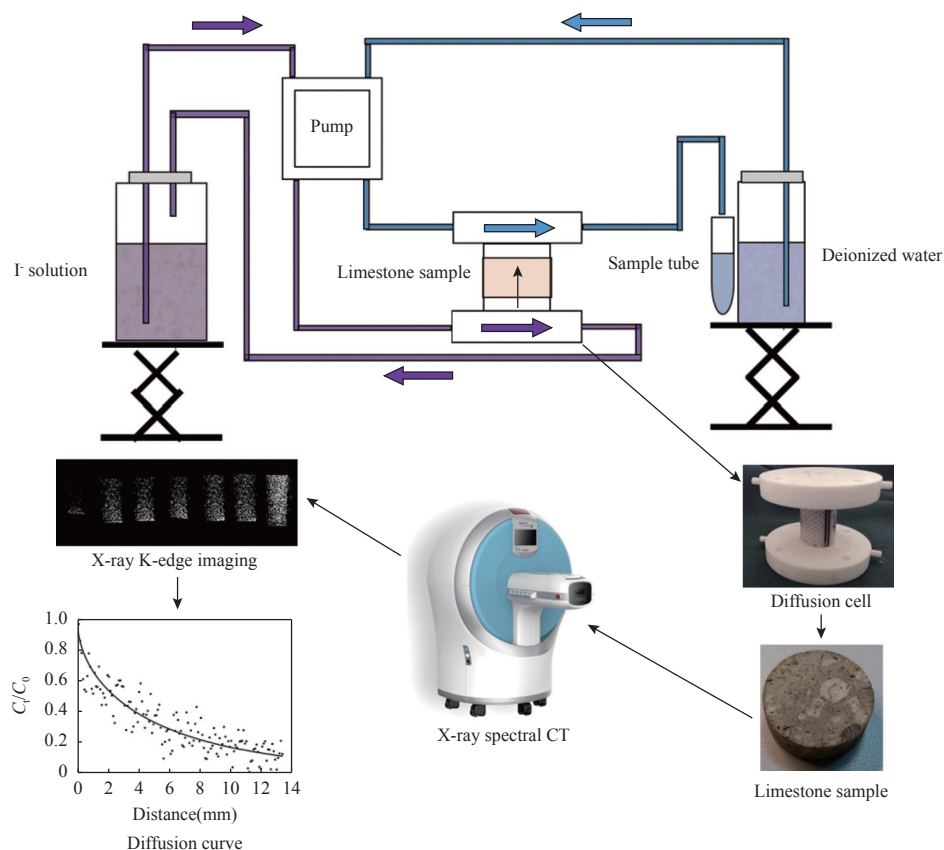 Pump
I- solution
Limestone sample
Sample tube
Deionized water
X-ray K-edge imaging
Diffusion cell
1.0
0.8
0.6
0.4
0.2
0
Ct/C0
0 2 4 6 8 10 12 14
Distance(mm)
Diffusion curve
X-ray spectral CT
Limestone sample